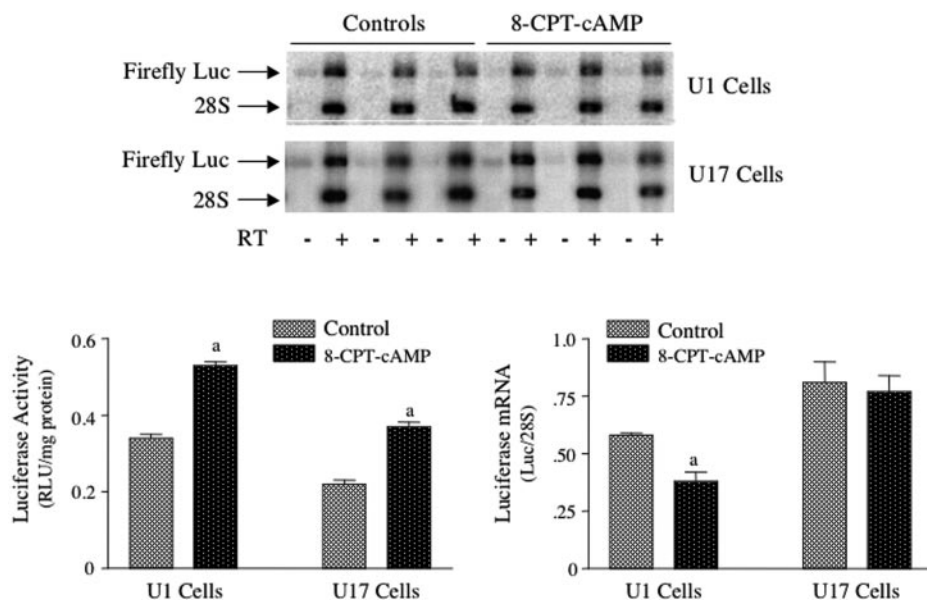 Controls 8-CPT-cAMP
Firefly Luc
28S
U1 Cells
Firefly Luc
28S
U17 Cells
RT - + - + - + - + - + - +
Luciferase Activity
(RLU/mg protein)
0.6
0.4
0.2
0
Control
8-CPT-cAMP
a
a
U1 Cells U17 Cells
Luciferase mRNA
(Luc/28S)
1.0
.75
.50
.25
0
Control
8-CPT-cAMP
a
U1 Cells U17 Cells